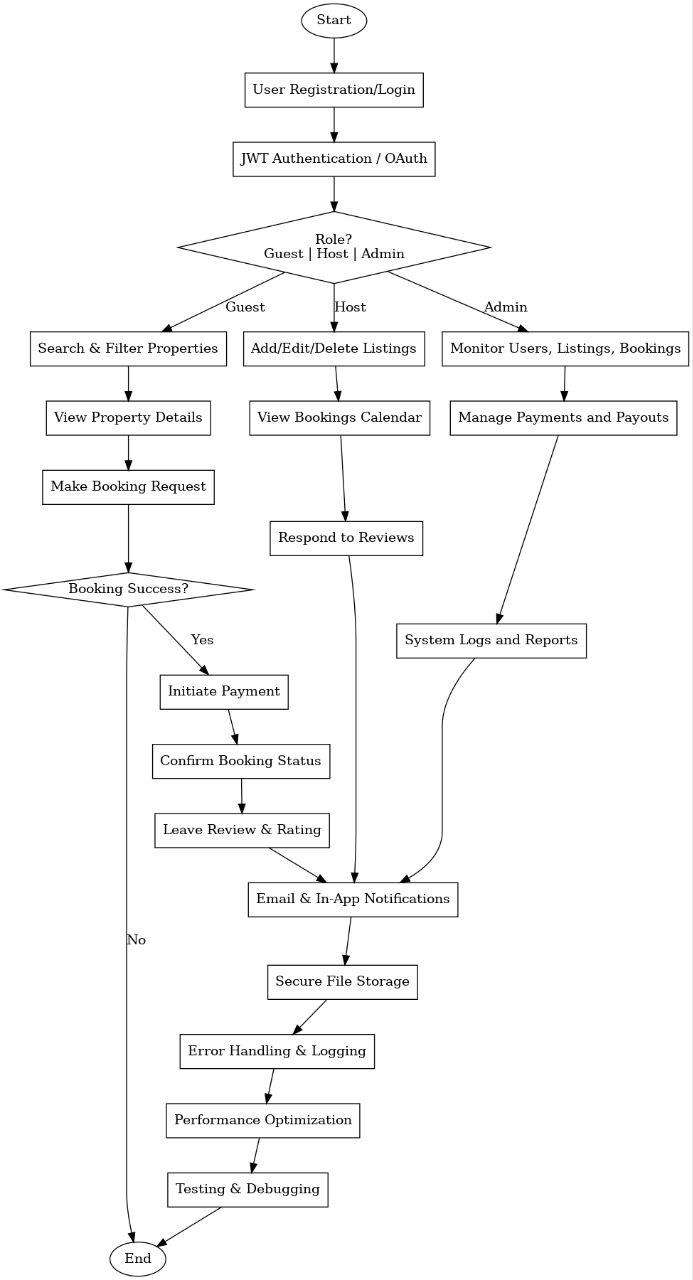 Start
User Registration/Login
JWT Authentication / OAuth
Role?
Guest | Host | Admin
Guest
Host
Admin
Search & Filter Properties
Add/Edit/Delete Listings
Monitor Users, Listings, Bookings
View Property Details
View Bookings Calendar
Manage Payments and Payouts
Make Booking Request
Respond to Reviews
Booking Success?
Yes
System Logs and Reports
Initiate Payment
Confirm Booking Status
Leave Review & Rating
Email & In-App Notifications
No
Secure File Storage
Error Handling & Logging
Performance Optimization
Testing & Debugging
End